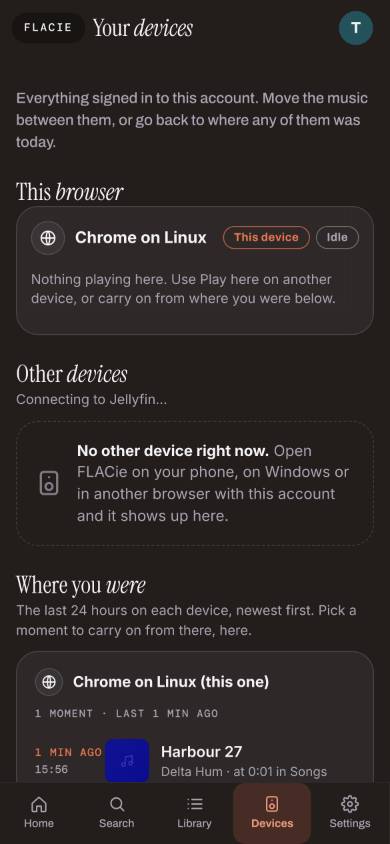 FLACIE Your devices T
Everything signed in to this account. Move the music
between them, or go back to where any of them was
today.
This browser
Chrome on Linux This device Idle
Nothing playing here. Use Play here on another
device, or carry on from where you were below.
Other devices
Connecting to Jellyfin…
No other device right now. Open
FLACie on your phone, on Windows or
in another browser with this account
and it shows up here.
Where you were
The last 24 hours on each device, newest first. Pick a
moment to carry on from there, here.
Chrome on Linux (this one)
1 MOMENT · LAST 1 MIN AGO
1 MIN AGO Harbour 27
15:56 Delta Hum · at 0:01 in Songs
Home Search Library Devices Settings